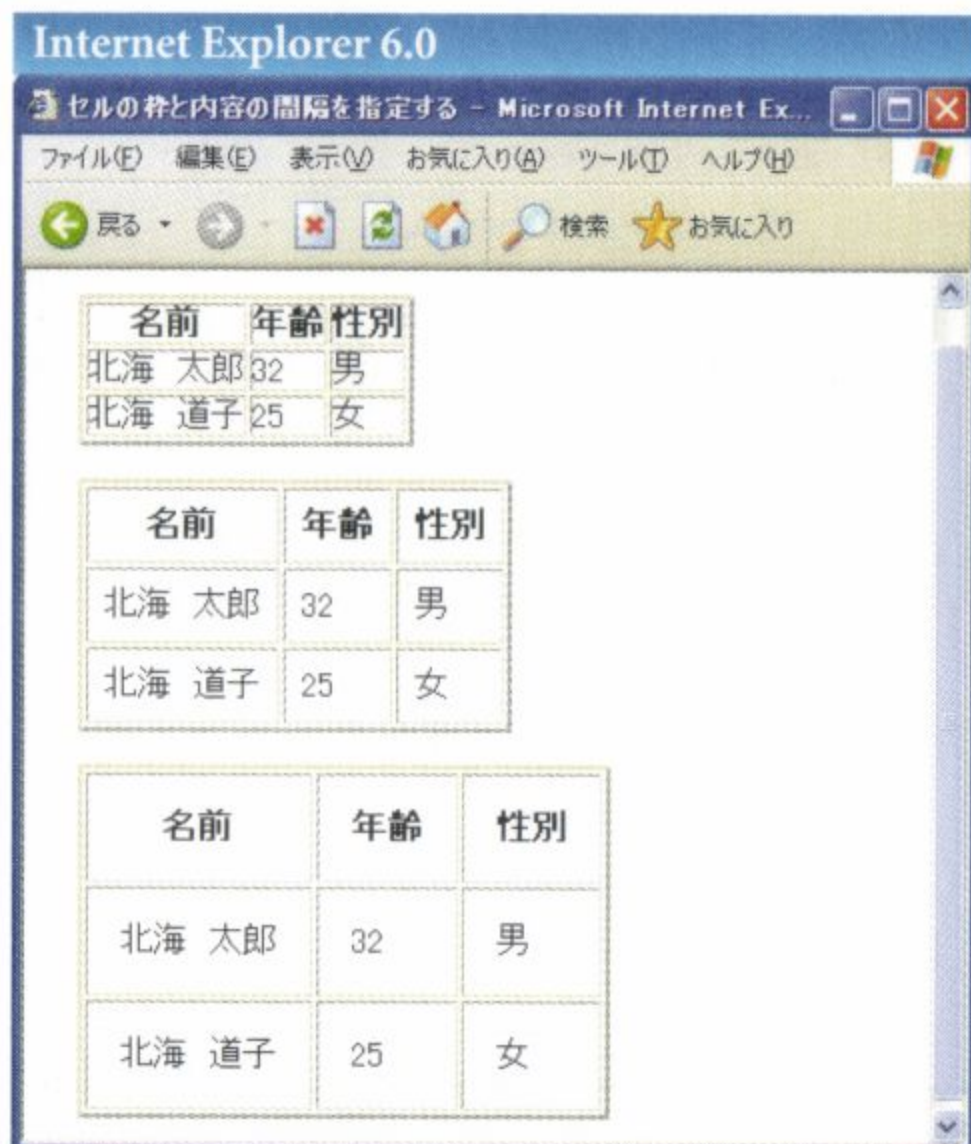 Internet Explorer 6.0
セルの枠と内容の間隔を指定する - Microsoft Internet Ex...
ファイル(F) 編集(E) 表示(V) お気に入り(A) ツール(T) ヘルプ(H)
戻る 検索 お気に入り
名前 年齢 性別
北海 太郎 32 男
北海 道子 25 女
名前 年齢 性別
北海 太郎 32 男
北海 道子 25 女
名前 年齢 性別
北海 太郎 32 男
北海 道子 25 女